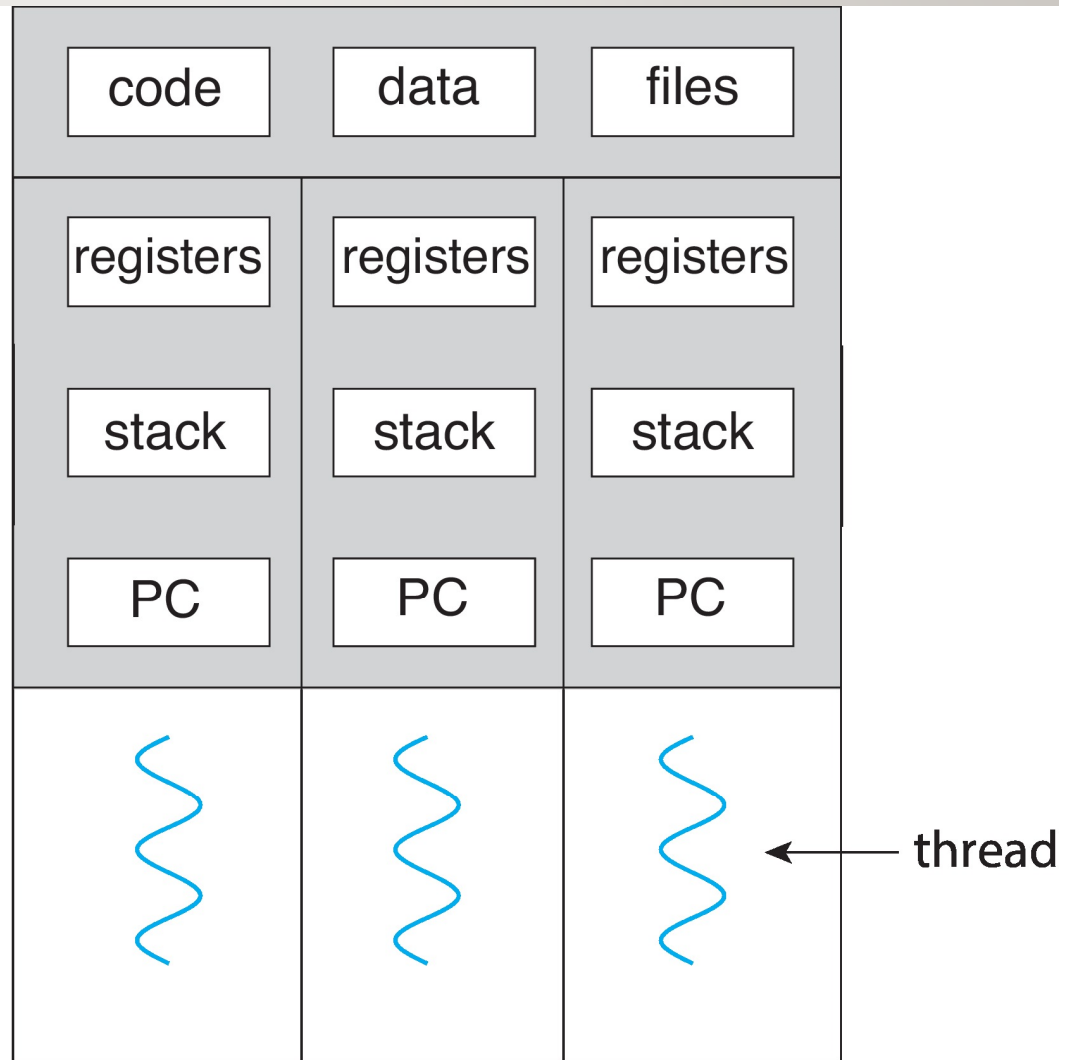 code data files
registers registers registers
stack stack stack
PC PC PC
thread